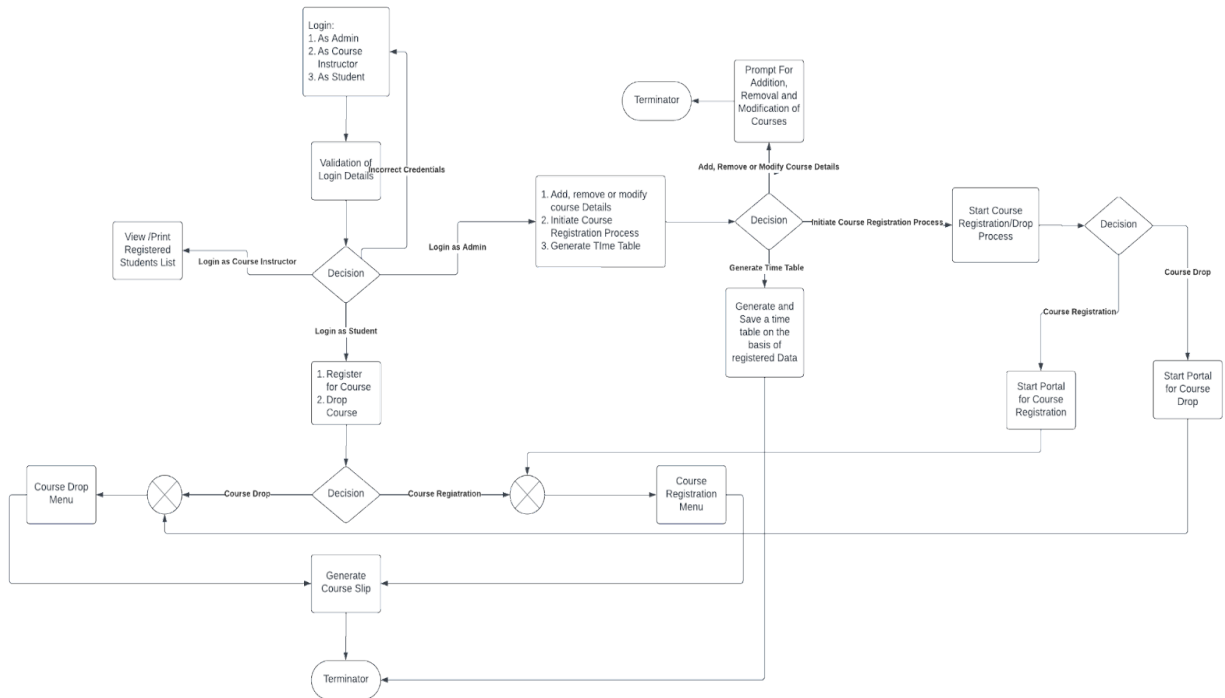 Login:
1. As Admin
2. As Course
Instructor
3. As Student
Prompt For
Addition,
Removal and
Modification of
Courses
Terminator
Validation of
Login Details
Incorrect Credentials
Add, Remove or Modify Course Details
1. Add, remove or modify
course Details
2. Initiate Course
Registration Process
3. Generate TIme Table
Decision
Initiate Course Registration Process
Start Course
Registration/Drop
Process
Decision
View /Print
Registered
Students List
Login as Course Instructor
Decision
Login as Admin
Generate Time Table
Course Drop
Generate and
Save a time
table on the
basis of
registered Data
Course Registration
Login as Student
1. Register
for Course
2. Drop
Course
Start Portal
for Course
Registration
Start Portal
for Course
Drop
Course Drop
Menu
Course Drop
Decision
Course Regiatration
Course
Registration
Menu
Generate
Course Slip
Terminator